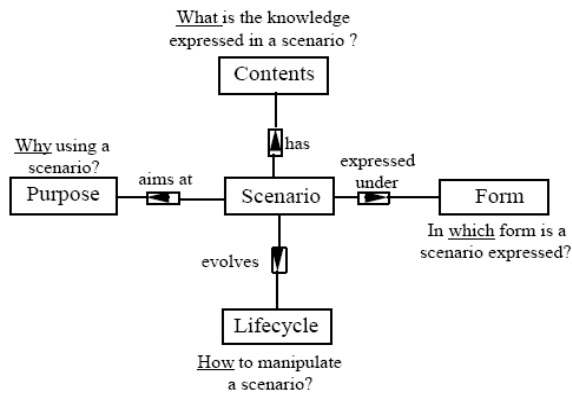 What is the knowledge
expressed in a scenario ?
Contents
has
Why using a
scenario?
Purpose
aims at
Scenario
expressed
under
Form
In which form is a
scenario expressed?
evolves
Lifecycle
How to manipulate
a scenario?